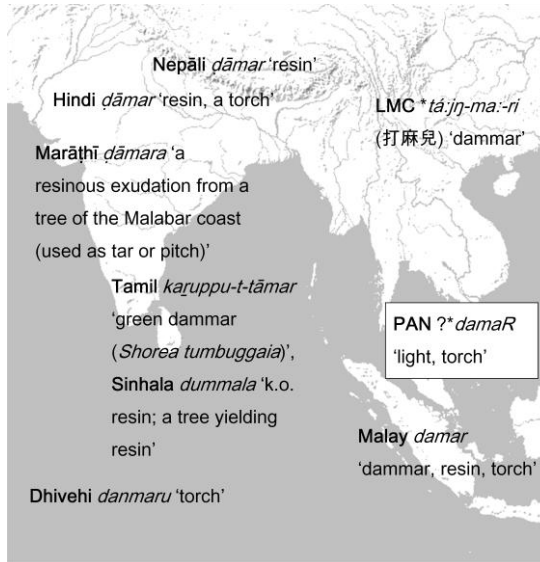 Nepāli dāmar ‘resin’
Hindi ḍāmar ‘resin, a torch’
LMC *tá:jŋ-ma:-ri
(打麻兒) ‘dammar’
Marāṭhī ḍāmara ‘a
resinous exudation from a
tree of the Malabar coast
(used as tar or pitch)’
Tamil kaṟuppu-t-tāmar
‘green dammar
(Shorea tumbuggaia)’,
Sinhala dummala ‘k.o.
resin; a tree yielding
resin’
PAN ?*damaR
‘light, torch’
Malay damar
‘dammar, resin, torch’
Dhivehi danmaru ‘torch’